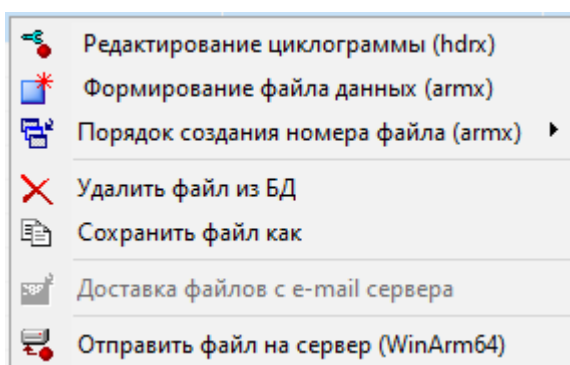 Редактирование циклограммы (hdrx)
Формирование файла данных (armx)
Порядок создания номера файла (armx)
Удалить файл из БД
Сохранить файл как
Доставка файлов с e-mail сервера
Отправить файл на сервер (WinArm64)